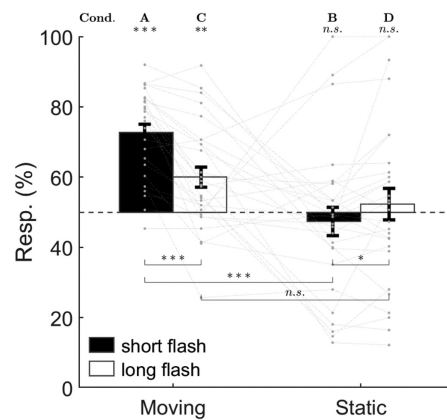 Cond. A C B D
*** ** n.s. n.s.
100
80
60
40
20
0
Resp. (%)
*** *
***
n.s.
short flash
long flash
Moving Static